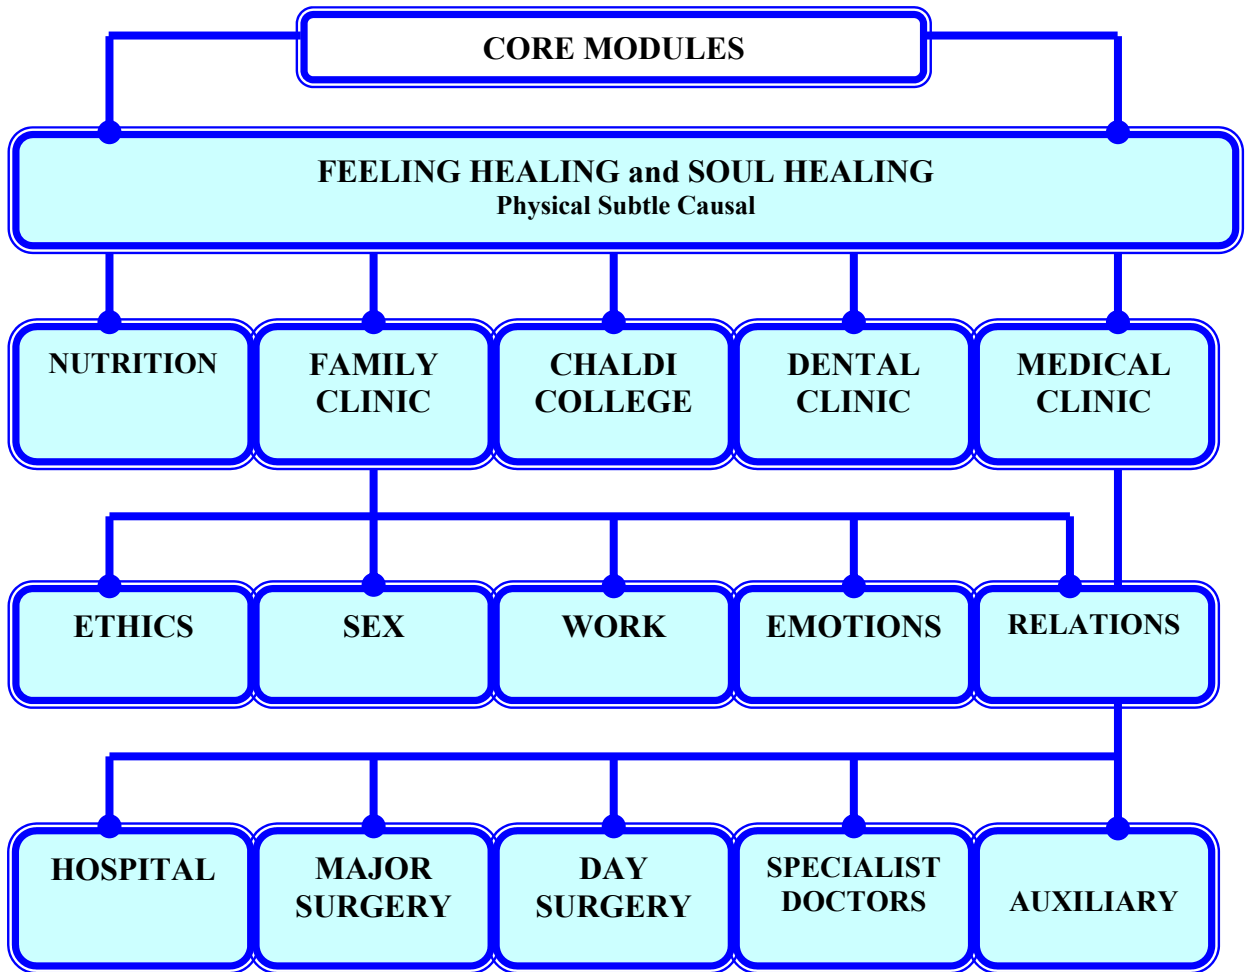 CORE MODULES
FEELING HEALING and SOUL HEALING
Physical Subtle Causal
NUTRITION
FAMILY
CLINIC
CHALDI
COLLEGE
DENTAL
CLINIC
MEDICAL
CLINIC
ETHICS
SEX
WORK
EMOTIONS
RELATIONS
HOSPITAL
MAJOR
SURGERY
DAY
SURGERY
SPECIALIST
DOCTORS
AUXILIARY